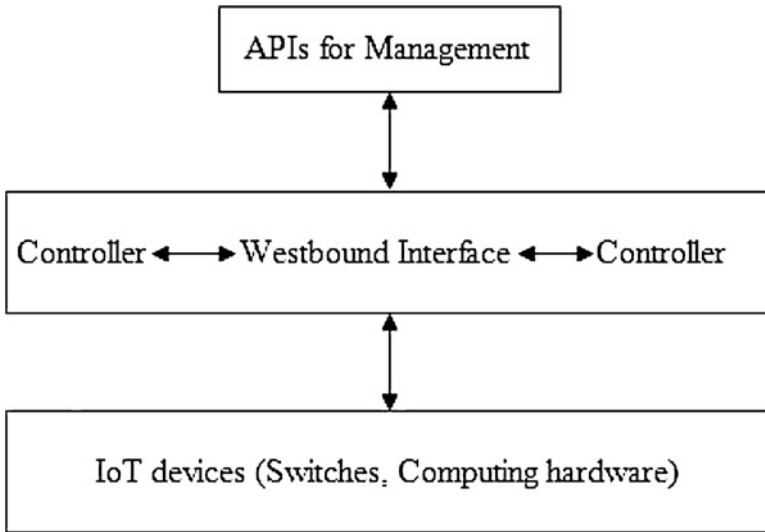 APIs for Management
Controller Westbound Interface Controller
IoT devices (Switches, Computing hardware)